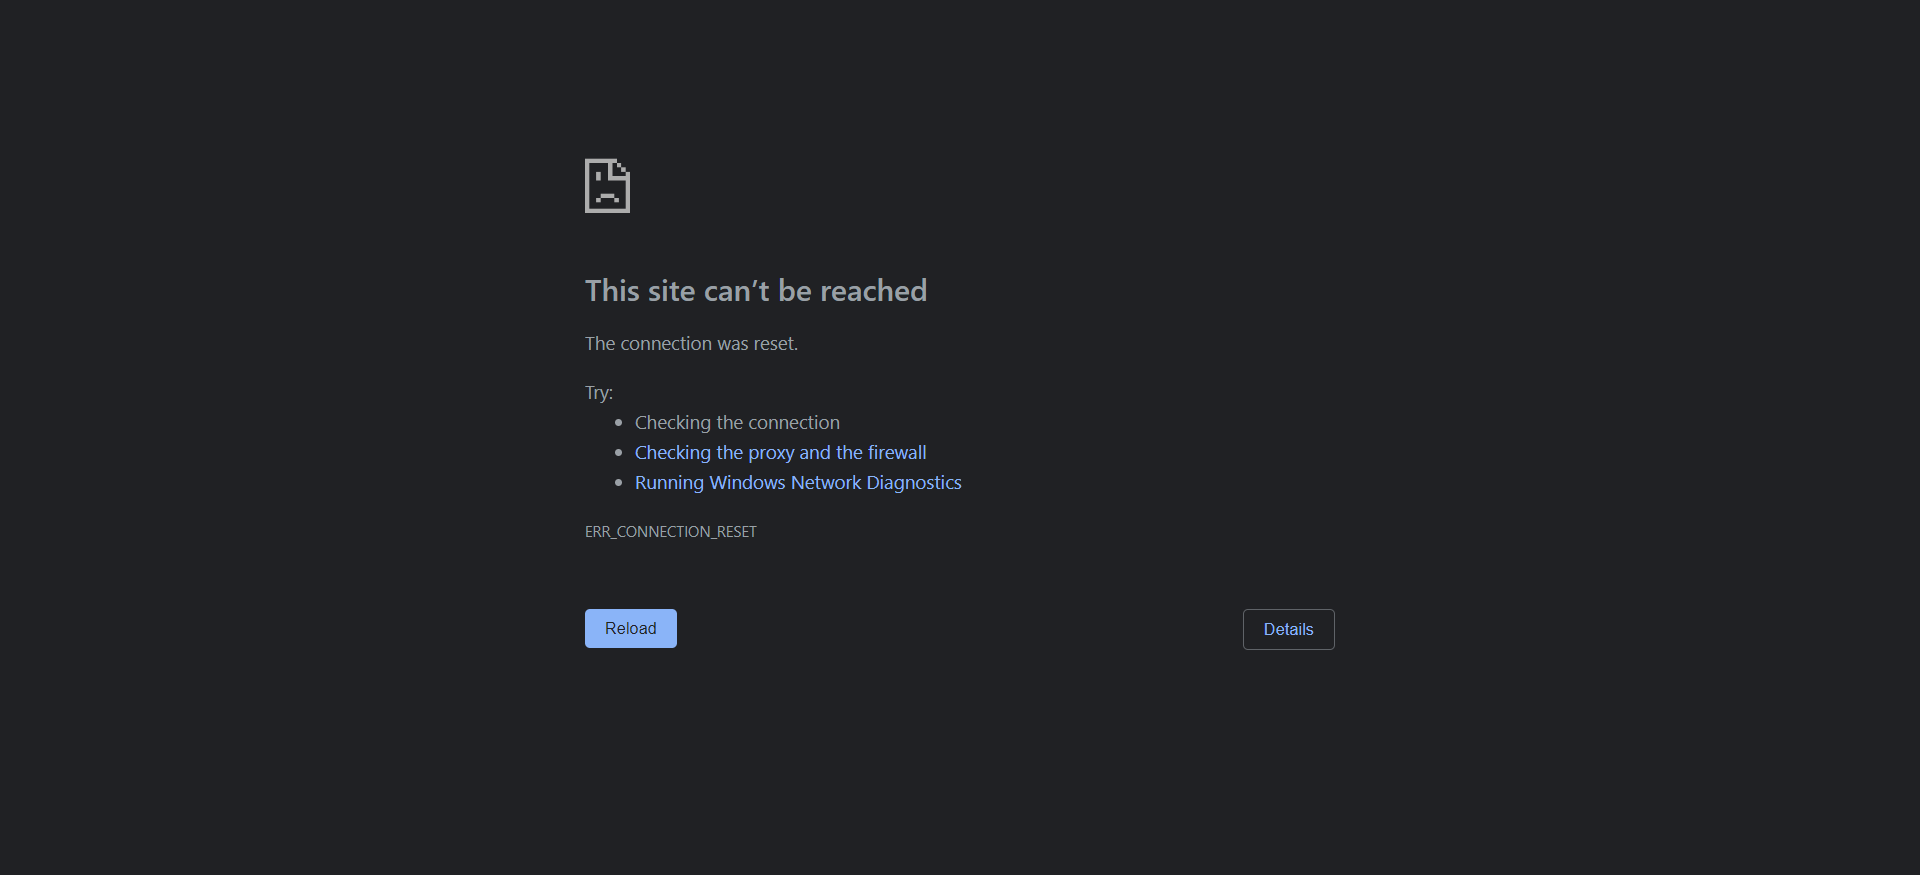 This site can’t be reached
The connection was reset.
Try:
Checking the connection
Checking the proxy and the firewall
Running Windows Network Diagnostics
ERR_CONNECTION_RESET
Reload
Details